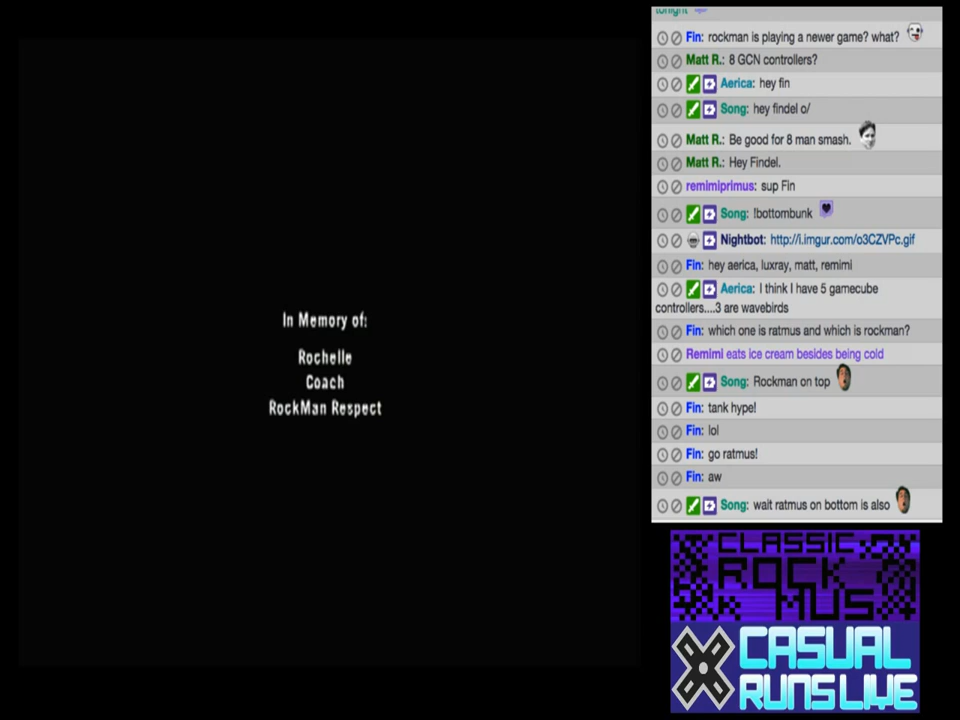 In Memory of:
Rochelle
Coach
RockMan Respect
tonight
Fin: rockman is playing a newer game? what?
Matt R.: 8 GCN controllers?
Aerica: hey fin
Song: hey findel o/
Matt R.: Be good for 8 man smash.
Matt R.: Hey Findel.
remimiprimus: sup Fin
Song: !bottombunk
Nightbot: http://i.imgur.com/o3CZVPc.gif
Fin: hey aerica, luxray, matt, remimi
Aerica: I think I have 5 gamecube
controllers....3 are wavebirds
Fin: which one is ratmus and which is rockman?
Remimi eats ice cream besides being cold
Song: Rockman on top
Fin: tank hype!
Fin: lol
Fin: go ratmus!
Fin: aw
Song: wait ratmus on bottom is also
CLASSIC
ROCK
MUS
CASUAL
RUNSLIVE